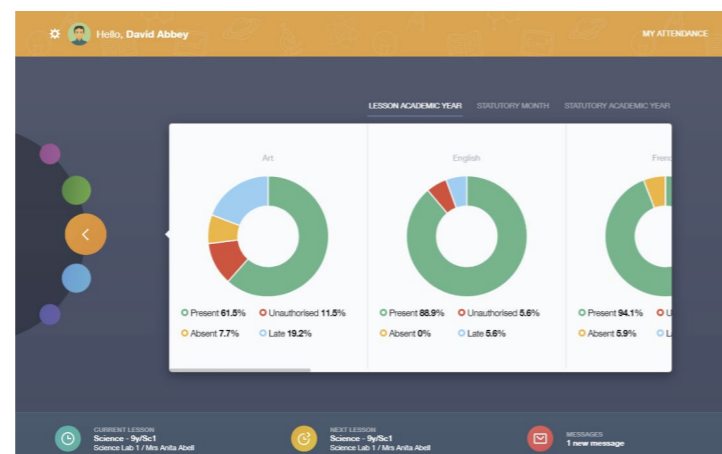 Hello, David Abbey
MY ATTENDANCE
LESSON ACADEMIC YEAR STATUTORY MONTH STATUTORY ACADEMIC YEAR
Art
Present 61.5% Unauthorised 11.5%
Absent 7.7% Late 19.2%
English
Present 88.9% Unauthorised 5.6%
Absent 0% Late 5.6%
Frenc
Present 94.1% U
Absent 5.9% L
CURRENT LESSON
Science - 9y/Sc1
Science Lab 1 / Mrs Anita Abell
NEXT LESSON
Science - 9y/Sc1
Science Lab 1 / Mrs Anita Abell
MESSAGES
1 new message